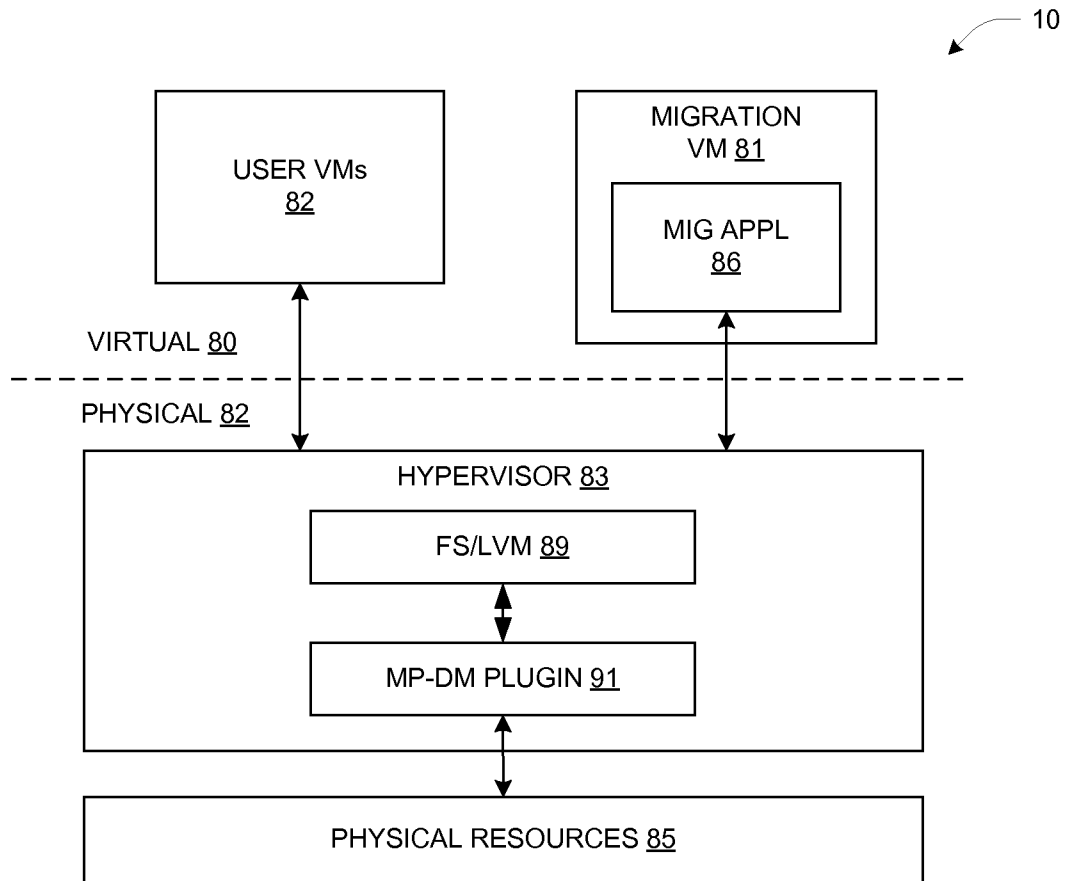 10
USER VMs
82
MIGRATION
VM 81
MIG APPL
86
VIRTUAL 80
PHYSICAL 82
HYPERVISOR 83
FS/LVM 89
MP-DM PLUGIN 91
PHYSICAL RESOURCES 85